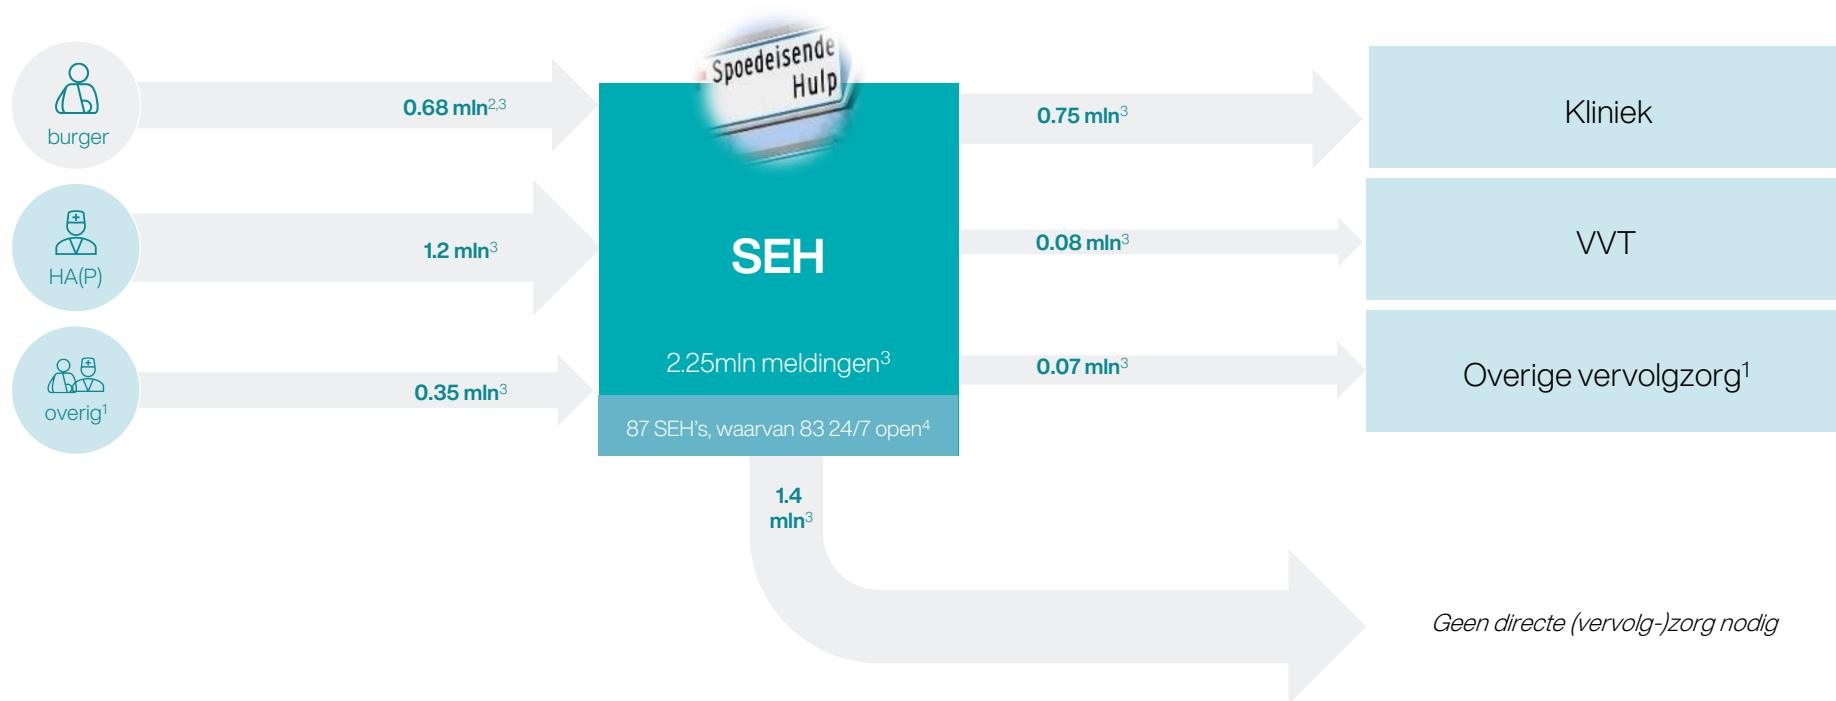 burger
0.68 mln²,³
HA(P)
1.2 mln³
overig¹
0.35 mln³
Spoedeisende
Hulp
SEH
2.25mln meldingen³
87 SEH's, waarvan 83 24/7 open⁴
0.75 mln³
Kliniek
0.08 mln³
VVT
0.07 mln³
Overige vervolgzorg¹
1.4
mln³
Geen directe (vervolg-)zorg nodig